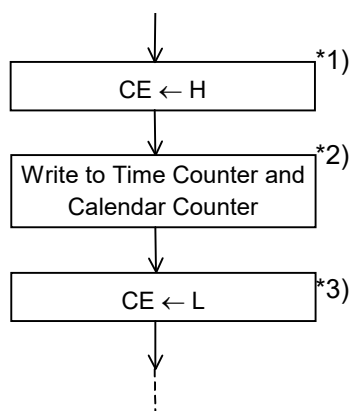 *1)
CE ← H
*2)
Write to Time Counter and
Calendar Counter
*3)
CE ← L